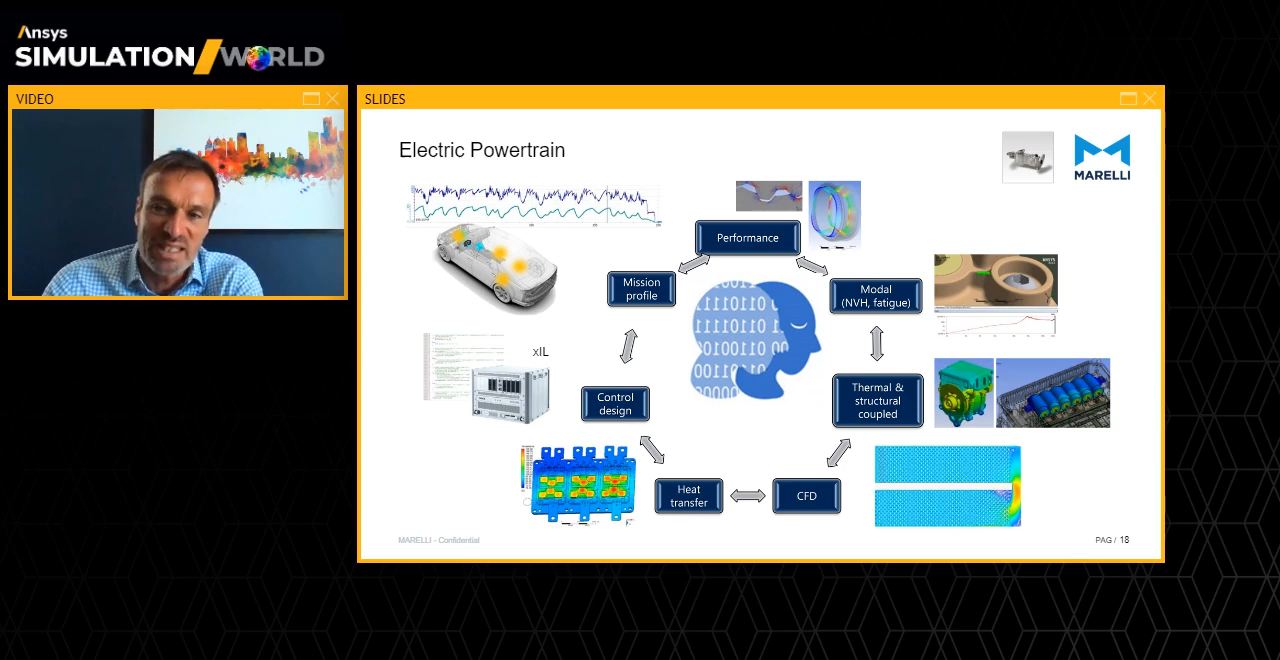 Ansys
SIMULATION/WORLD
VIDEO
SLIDES
Electric Powertrain
MARELLI
Performance
Mission
profile
Modal
(NVH, fatigue)
xIL
Control
design
Thermal &
structural
coupled
Heat
transfer
CFD
MARELLI - Confidential
PAG / 18